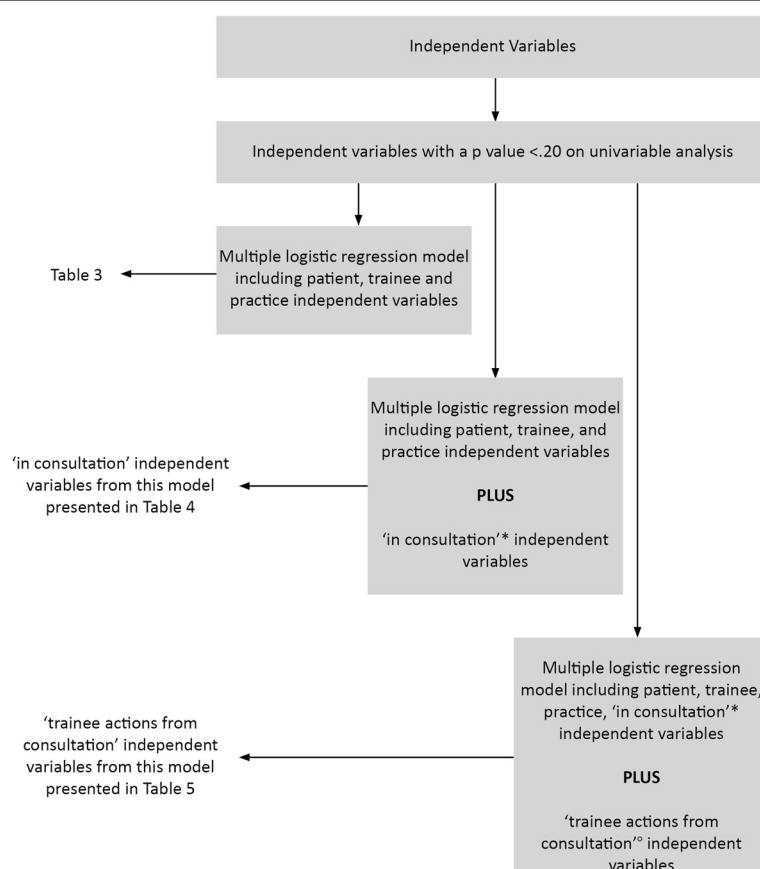 Independent Variables
Independent variables with a p value <.20 on univariable analysis
Multiple logistic regression model
including patient, trainee and
practice independent variables
Table 3
Multiple logistic regression model
including patient, trainee, and
practice independent variables
PLUS
‘in consultation’* independent
variables
‘in consultation’ independent
variables from this model
presented in Table 4
Multiple logistic regression
model including patient, trainee,
practice, ‘in consultation’*
independent variables
PLUS
‘trainee actions from
consultation’° independent
variables
‘trainee actions from
consultation’ independent
variables from this model
presented in Table 5